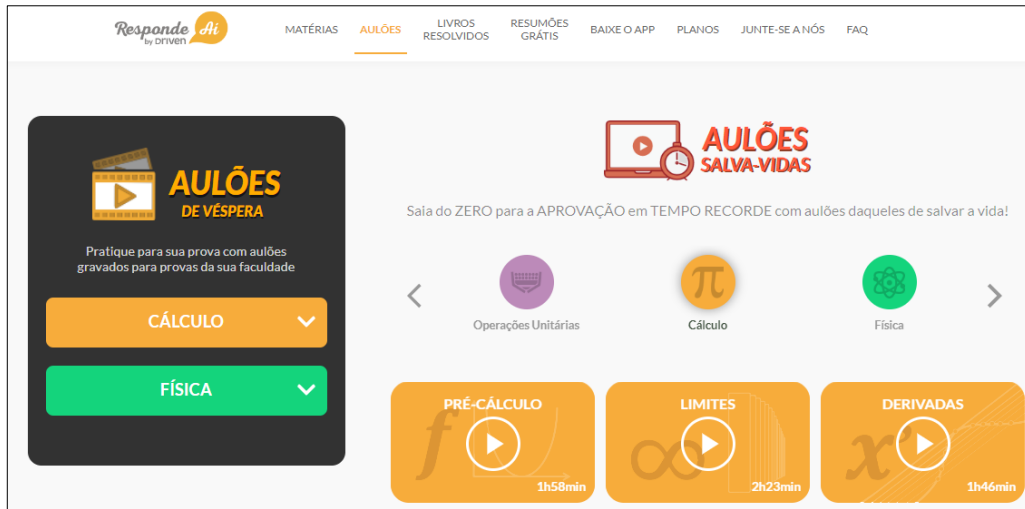 Responde Aí
by DRIVEN
MATÉRIAS
AULÕES
LIVROS
RESOLVIDOS
RESUMÕES
GRÁTIS
BAIXE O APP
PLANOS
JUNTE-SE A NÓS
FAQ
AULÕES
DE VÉSPERA
Pratique para sua prova com aulões
gravados para provas da sua faculdade
CÁLCULO
FÍSICA
AULÕES
SALVA-VIDAS
Saia do ZERO para a APROVAÇÃO em TEMPO RECORDE com aulões daqueles de salvar a vida!
π
Operações Unitárias
Cálculo
Física
PRÉ-CÁLCULO
f
1h58min
LIMITES
∞
2h23min
DERIVADAS
x'
1h46min